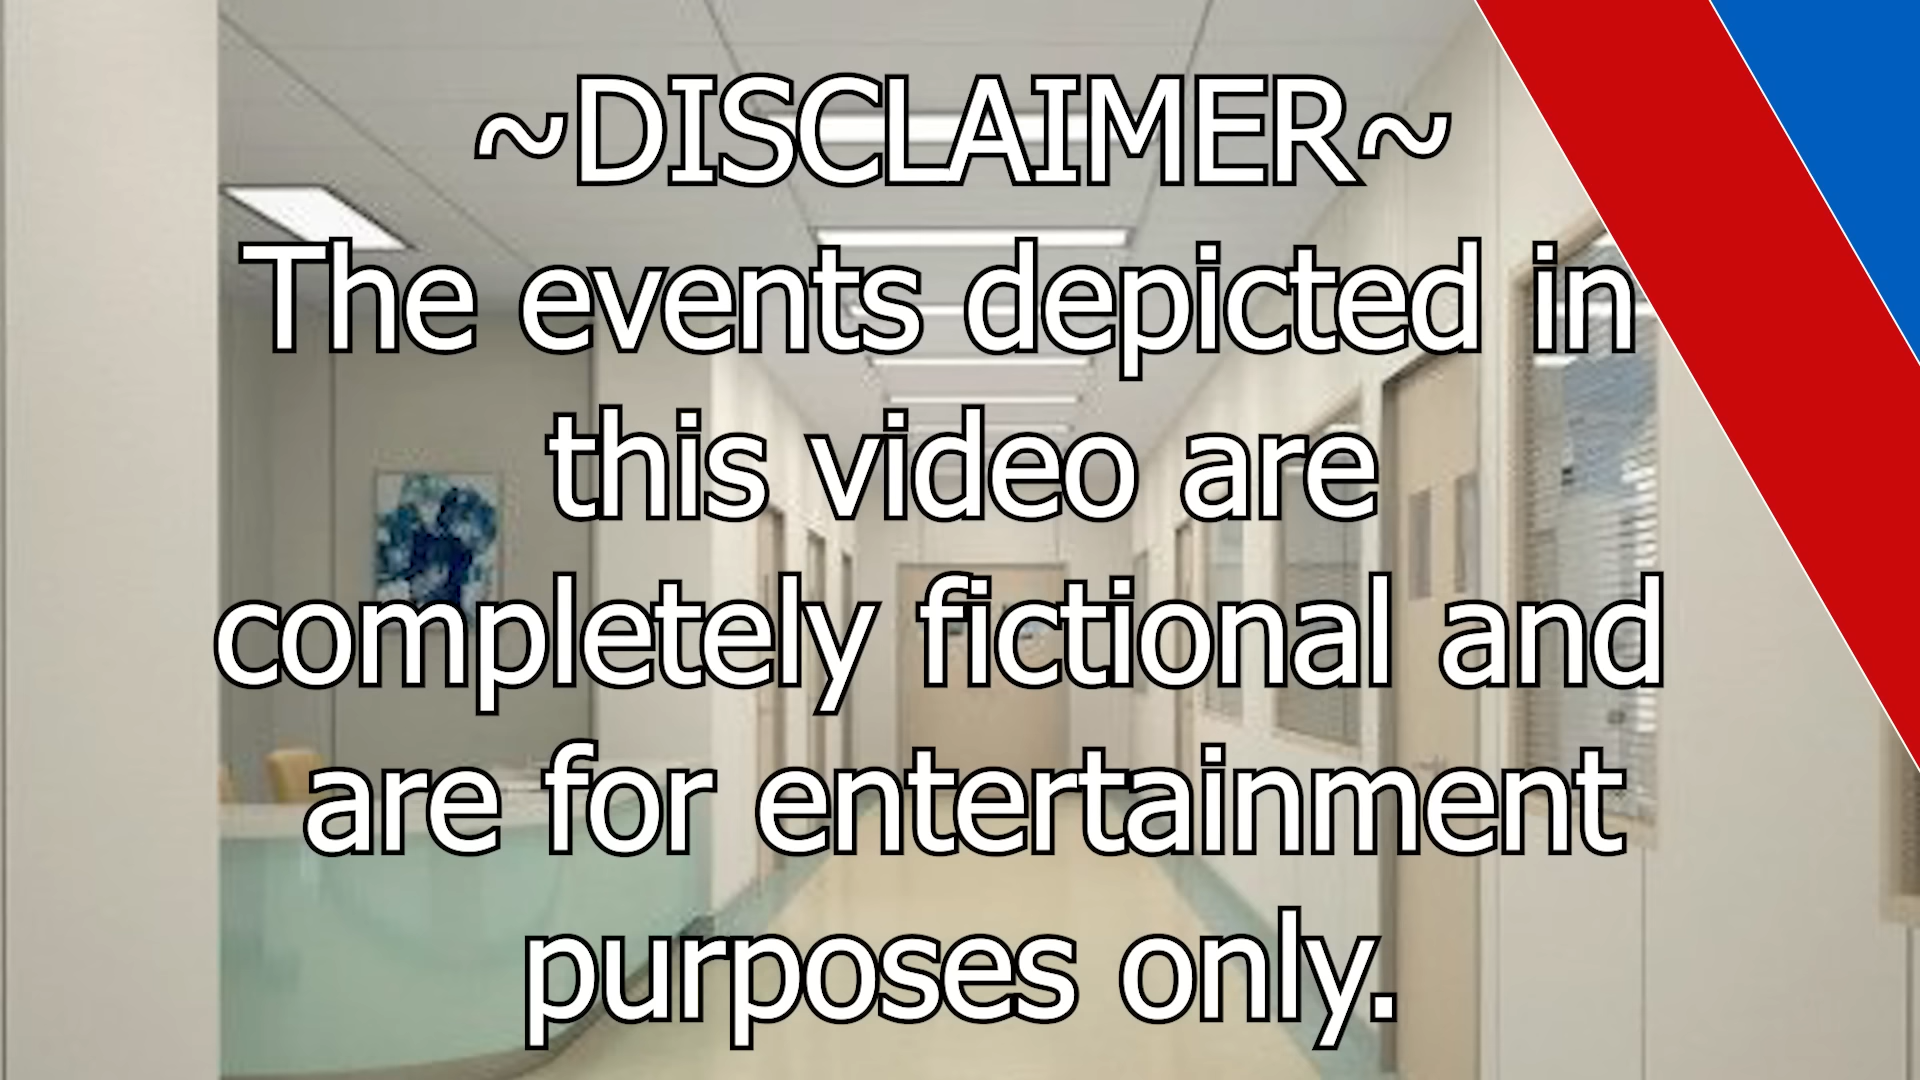 ~DISCLAIMER~
The events depicted in
this video are
completely fictional and
are for entertainment
purposes only.